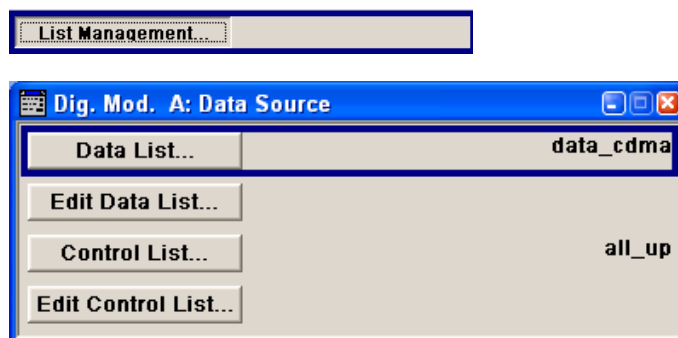 List Management...
Dig. Mod. A: Data Source
Data List... data_cdma
Edit Data List...
Control List... all_up
Edit Control List...